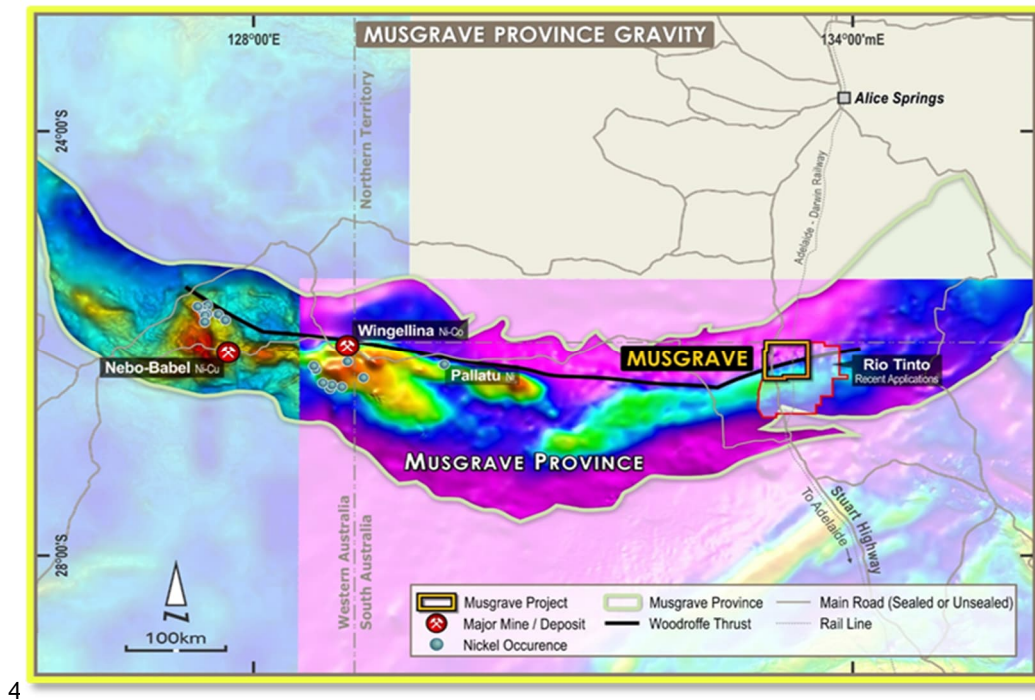 MUSGRAVE PROVINCE GRAVITY
128°00'E
134°00'mE
24°00'S
Northern Territory
Alice Springs
Adelaide - Darwin Railway
Wingellina Ni-Co
Nebo-Babel Ni-Cu
Pallatu Ni
MUSGRAVE
Rio Tinto
Recent Applications
MUSGRAVE PROVINCE
28°00'S
Western Australia
South Australia
To Adelaide
Stuart Highway
N
100km
Musgrave Project
Musgrave Province
Main Road (Sealed or Unsealed)
Major Mine / Deposit
Woodroffe Thrust
Rail Line
Nickel Occurence
4